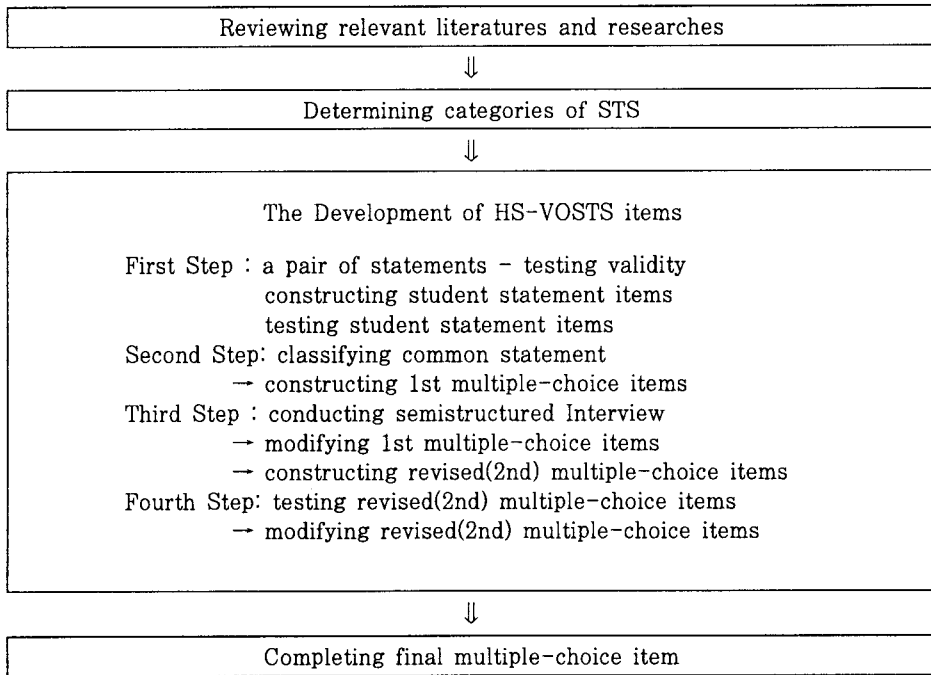 Reviewing relevant literatures and researches
⇓
Determining categories of STS
⇓
The Development of HS-VOSTS items
First Step : a pair of statements - testing validity
constructing student statement items
testing student statement items
Second Step: classifying common statement
→ constructing 1st multiple-choice items
Third Step : conducting semistructured Interview
→ modifying 1st multiple-choice items
→ constructing revised(2nd) multiple-choice items
Fourth Step: testing revised(2nd) multiple-choice items
→ modifying revised(2nd) multiple-choice items
⇓
Completing final multiple-choice item